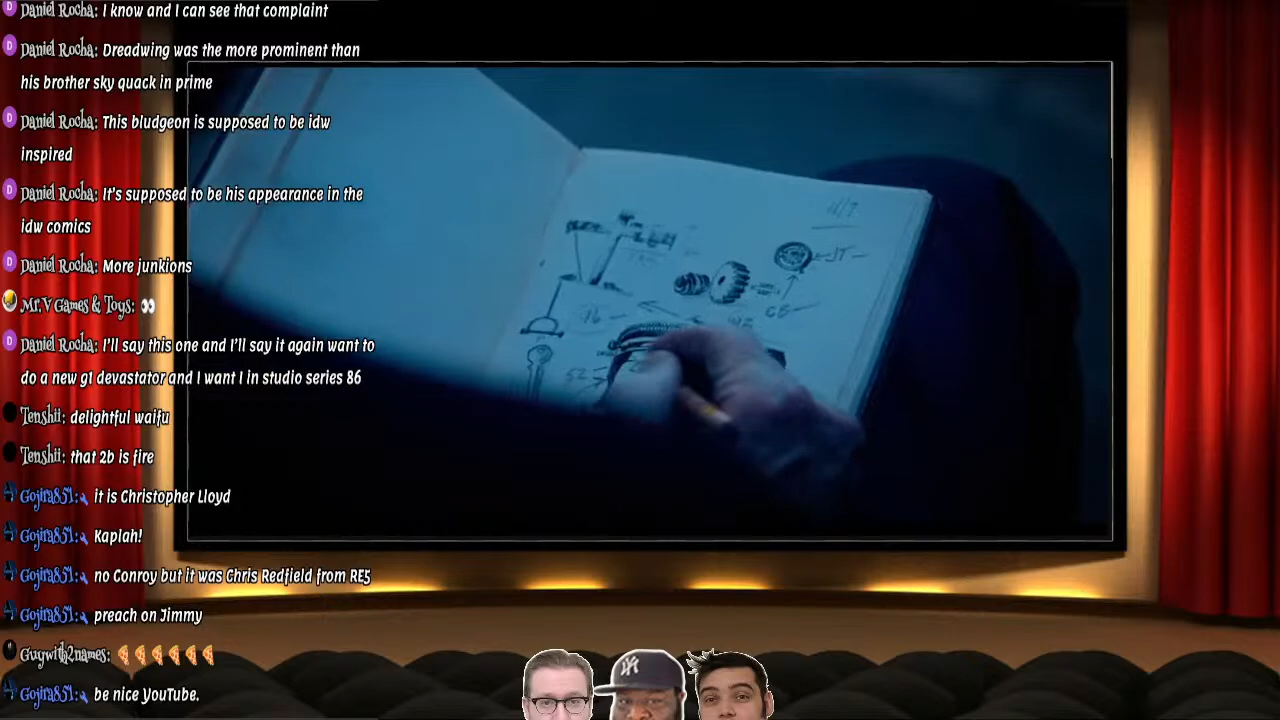 Daniel Rocha: I know and I can see that complaint
Daniel Rocha: Dreadwing was the more prominent than
his brother sky quack in prime
Daniel Rocha: This bludgeon is supposed to be idw
inspired
Daniel Rocha: It's supposed to be his appearance in the
idw comics
Daniel Rocha: More junkions
Mr.V Games & Toys: 👀
Daniel Rocha: I'll say this one and I'll say it again want to
do a new g1 devastator and I want I in studio series 86
Tenshii: delightful waifu
Tenshii: that 2b is fire
Gojira851: it is Christopher Lloyd
Gojira851: Kaplah!
Gojira851: no Conroy but it was Chris Redfield from RE5
Gojira851: preach on Jimmy
Guywith2names: 🍕🍕🍕🍕🍕🍕
Gojira851: be nice YouTube.